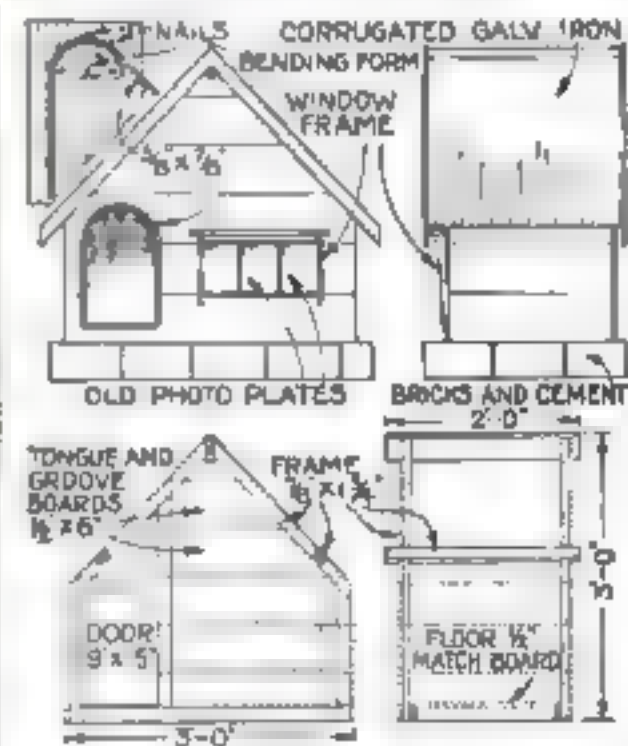 NAILS
CORRUGATED GALV. IRON
BENDING FORM
WINDOW
FRAME
OLD PHOTO PLATES
BRICKS AND CEMENT
2'-0"
TONGUE AND
GROOVE
BOARDS
½ X 6"
FRAME
DOOR
9" X 5"
FLOOR ½"
MATCH BOARD
3'-0"